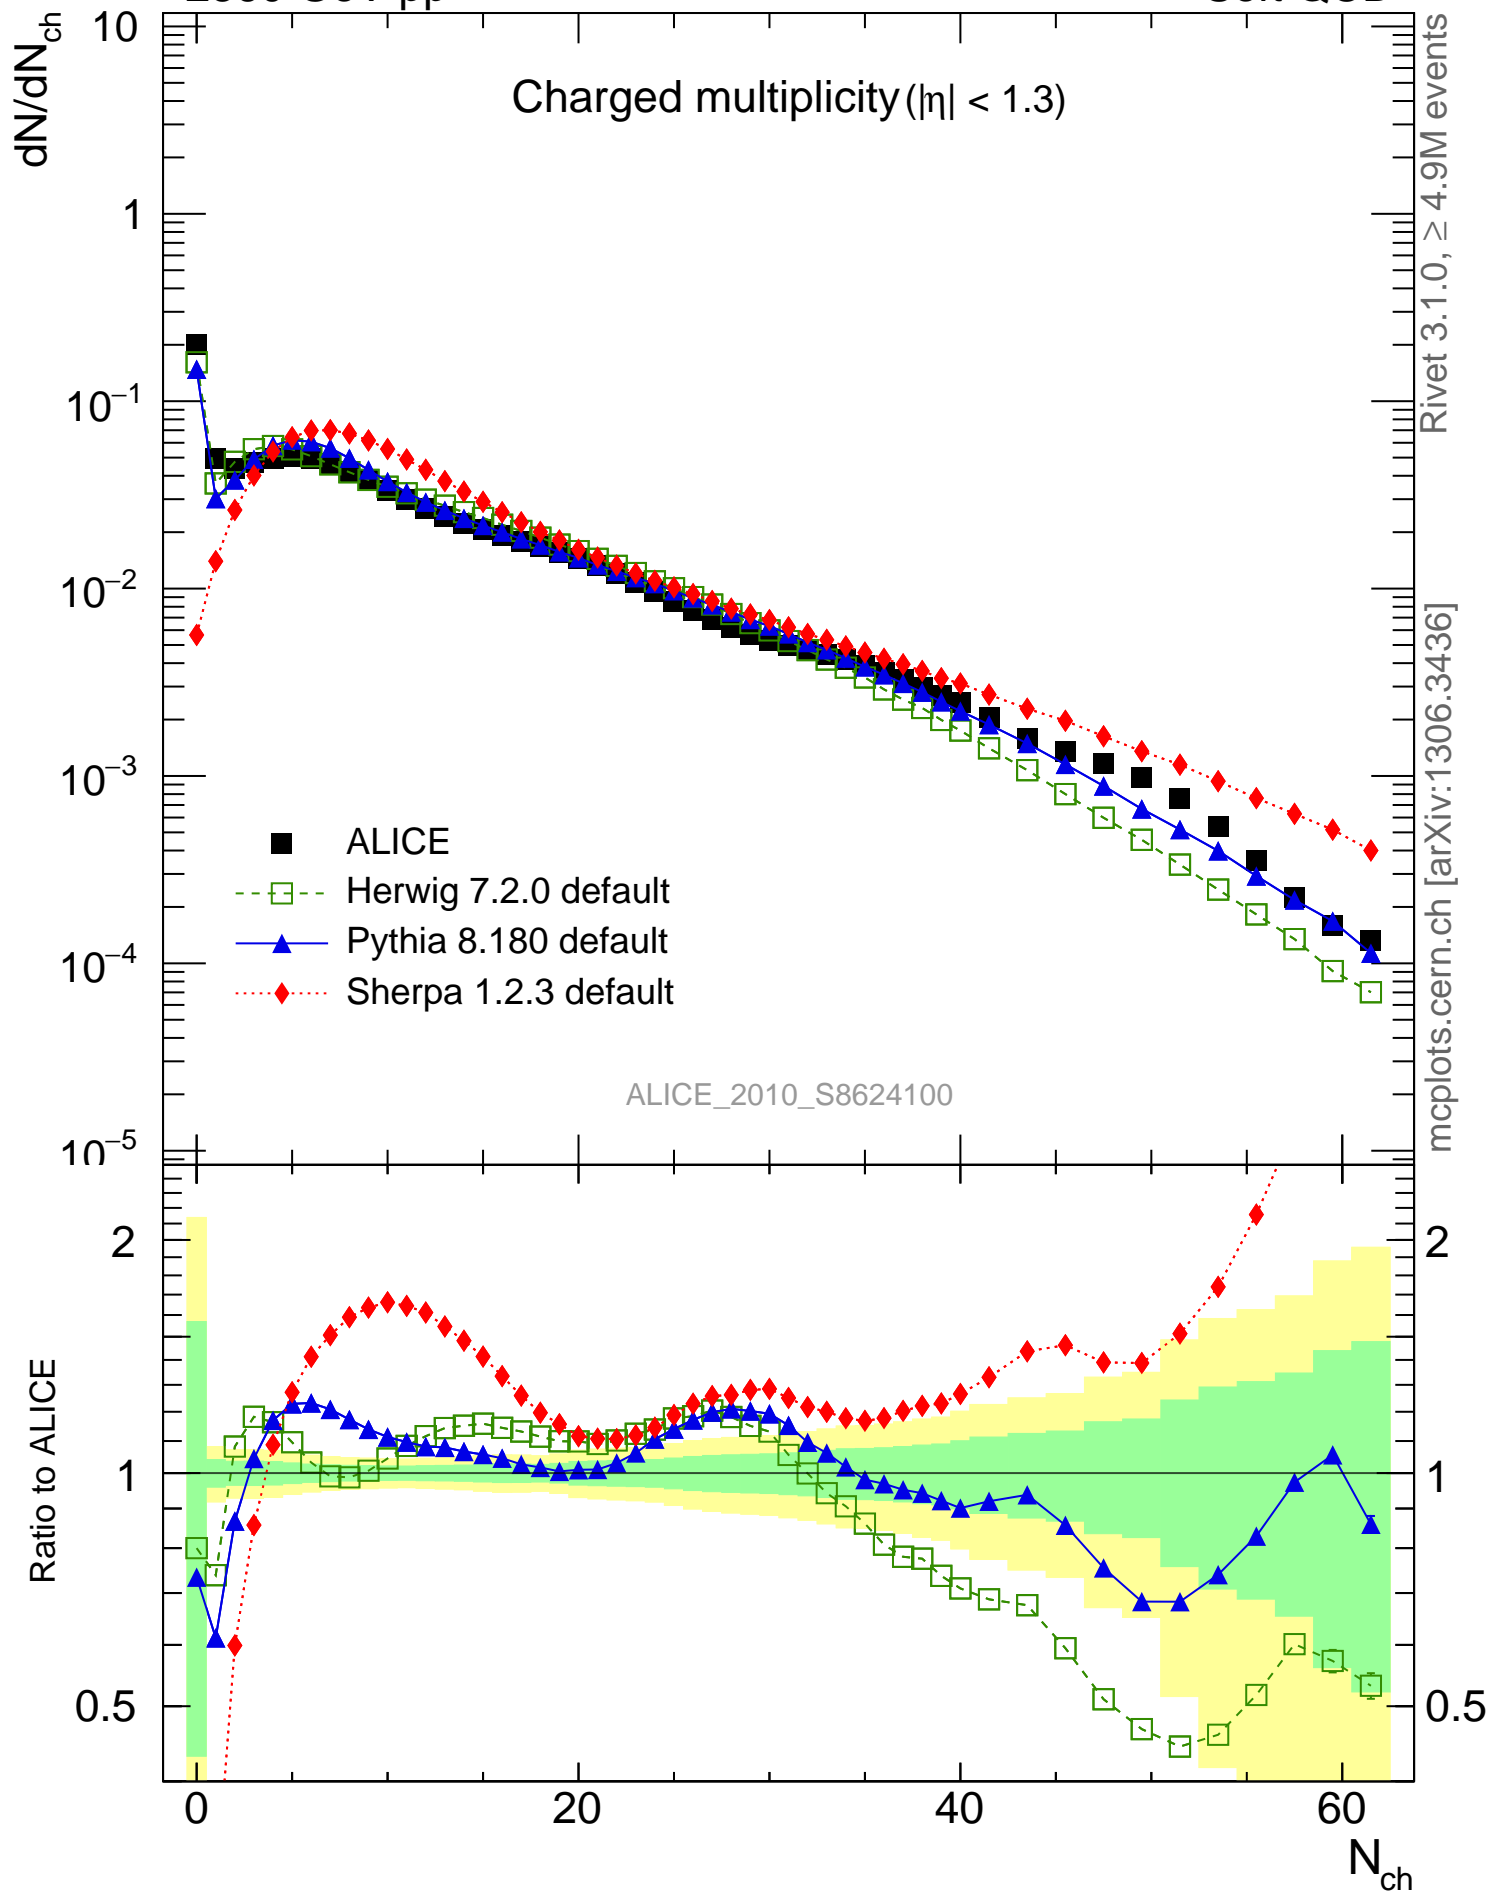 dN/dN_ch
Charged multiplicity (|η| < 1.3)
10
1
10⁻¹
10⁻²
10⁻³
10⁻⁴
10⁻⁵
ALICE
Herwig 7.2.0 default
Pythia 8.180 default
Sherpa 1.2.3 default
ALICE_2010_S8624100
Rivet 3.1.0, ≥ 4.9M events
mcplots.cern.ch [arXiv:1306.3436]
Ratio to ALICE
2
1
0.5
2
1
0.5
0
20
40
60
N_ch